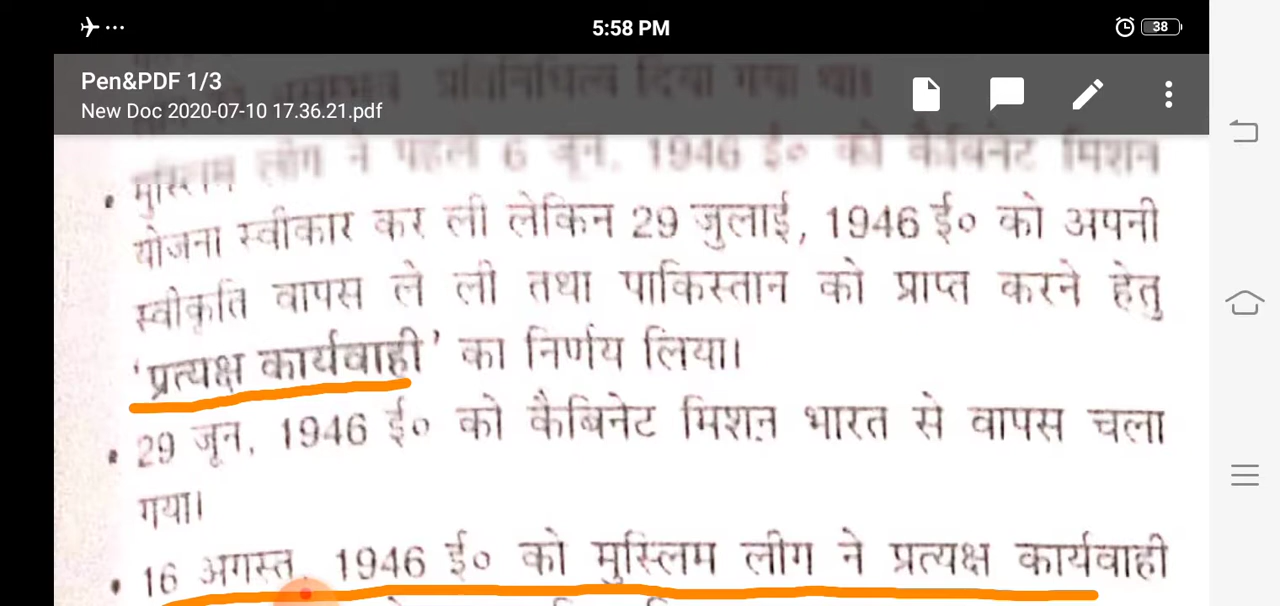 5:58 PM
38
Pen&PDF 1/3
New Doc 2020-07-10 17.36.21.pdf
प्रतिनिधित्व दिया गया था।
मुस्लिम लीग ने पहले 6 जून, 1946 ई० को कैबिनेट मिशन
योजना स्वीकार कर ली लेकिन 29 जुलाई, 1946 ई० को अपनी
स्वीकृति वापस ले ली तथा पाकिस्तान को प्राप्त करने हेतु
‘प्रत्यक्ष कार्यवाही’ का निर्णय लिया।
• 29 जून, 1946 ई० को कैबिनेट मिशन भारत से वापस चला
गया।
• 16 अगस्त, 1946 ई० को मुस्लिम लीग ने प्रत्यक्ष कार्यवाही